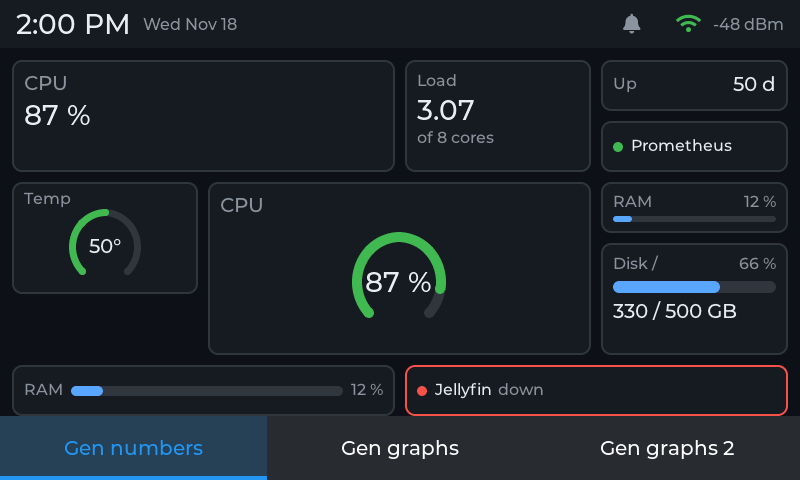 2:00 PM Wed Nov 18 -48 dBm
CPU
87 %
Load
3.07
of 8 cores
Up 50 d
Prometheus
Temp
50°
CPU
87 %
RAM 12 %
Disk / 66 %
330 / 500 GB
RAM 12 %
Jellyfin down
Gen numbers Gen graphs Gen graphs 2